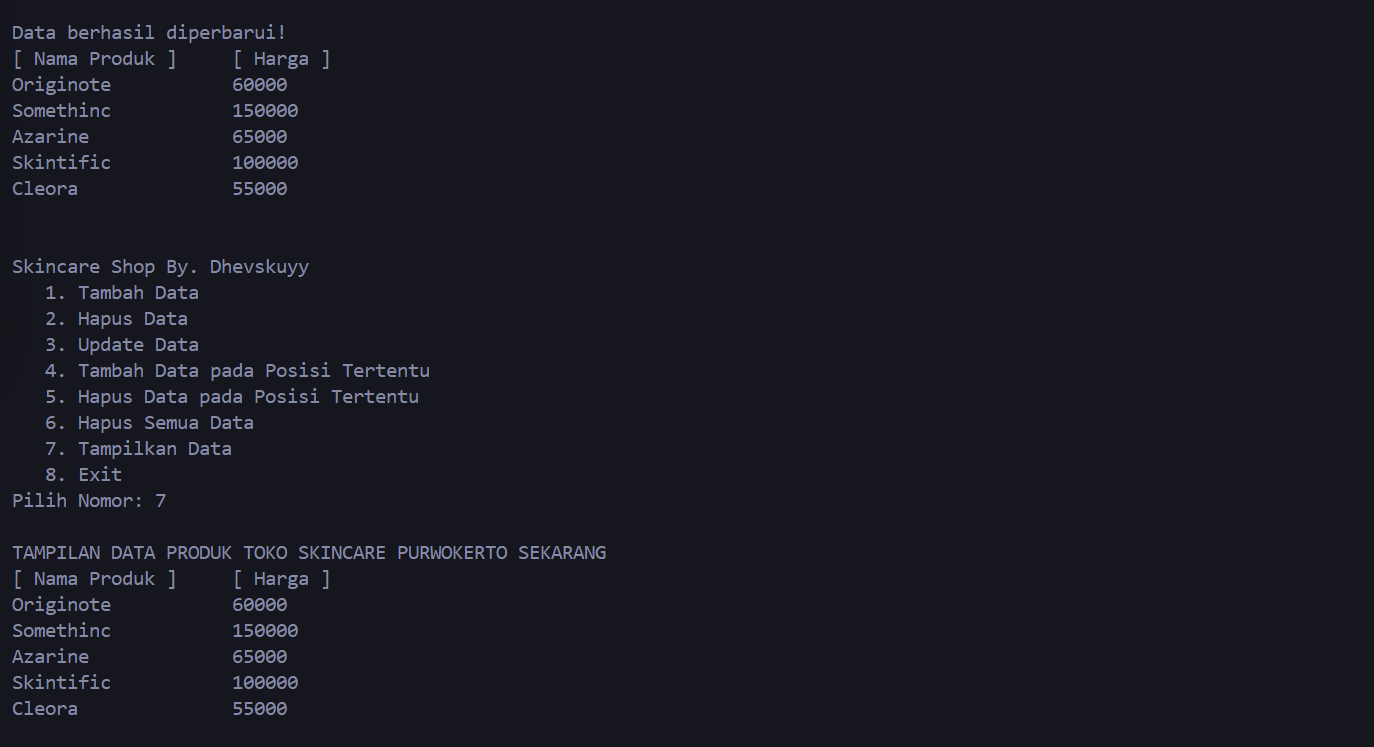 Data berhasil diperbarui!
[ Nama Produk ]     [ Harga ]
Originote           60000
Somethinc           150000
Azarine             65000
Skintific           100000
Cleora              55000
Skincare Shop By. Dhevskuyy
   1. Tambah Data
   2. Hapus Data
   3. Update Data
   4. Tambah Data pada Posisi Tertentu
   5. Hapus Data pada Posisi Tertentu
   6. Hapus Semua Data
   7. Tampilkan Data
   8. Exit
Pilih Nomor: 7
TAMPILAN DATA PRODUK TOKO SKINCARE PURWOKERTO SEKARANG
[ Nama Produk ]     [ Harga ]
Originote           60000
Somethinc           150000
Azarine             65000
Skintific           100000
Cleora              55000